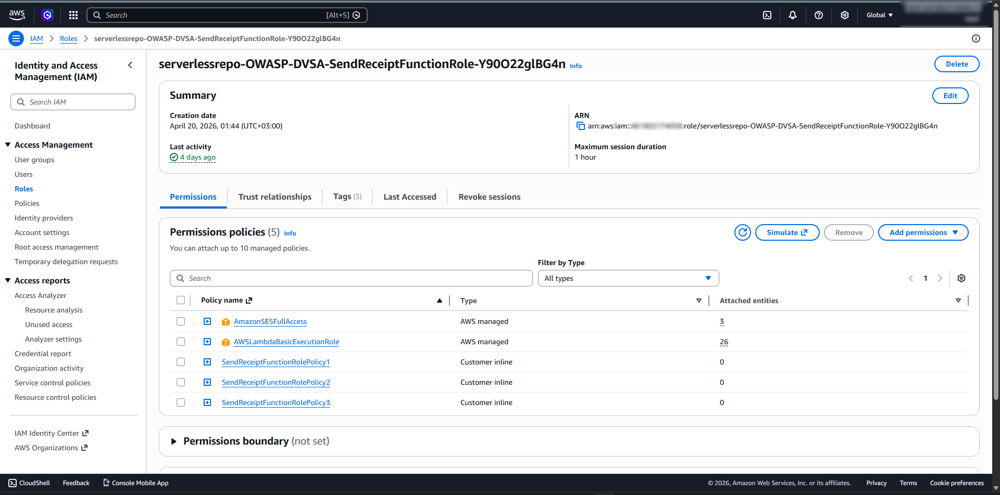 aws
Search
[Alt+S]
Global
IAM
Roles
serverlessrepo-OWASP-DVSA-SendReceiptFunctionRole-Y90O22glBG4n
Identity and Access
Management (IAM)
Search IAM
Dashboard
Access Management
User groups
Users
Roles
Policies
Identity providers
Account settings
Root access management
Temporary delegation requests
Access reports
Access Analyzer
Resource analysis
Unused access
Analyzer settings
Credential report
Organization activity
Service control policies
Resource control policies
IAM Identity Center
AWS Organizations
serverlessrepo-OWASP-DVSA-SendReceiptFunctionRole-Y90O22glBG4n Info
Delete
Summary
Edit
Creation date
April 20, 2026, 01:44 (UTC+03:00)
ARN
arn:aws:iam:: :role/serverlessrepo-OWASP-DVSA-SendReceiptFunctionRole-Y90O22glBG4n
Last activity
4 days ago
Maximum session duration
1 hour
Permissions
Trust relationships
Tags (3)
Last Accessed
Revoke sessions
Permissions policies (5) Info
Simulate
Remove
Add permissions
You can attach up to 10 managed policies.
Filter by Type
Search
All types
1
Policy name Type Attached entities
AmazonSESFullAccess AWS managed 3
AWSLambdaBasicExecutionRole AWS managed 26
SendReceiptFunctionRolePolicy1 Customer inline 0
SendReceiptFunctionRolePolicy2 Customer inline 0
SendReceiptFunctionRolePolicy3 Customer inline 0
Permissions boundary (not set)
CloudShell Feedback Console Mobile App © 2026, Amazon Web Services, Inc. or its affiliates. Privacy Terms Cookie preferences